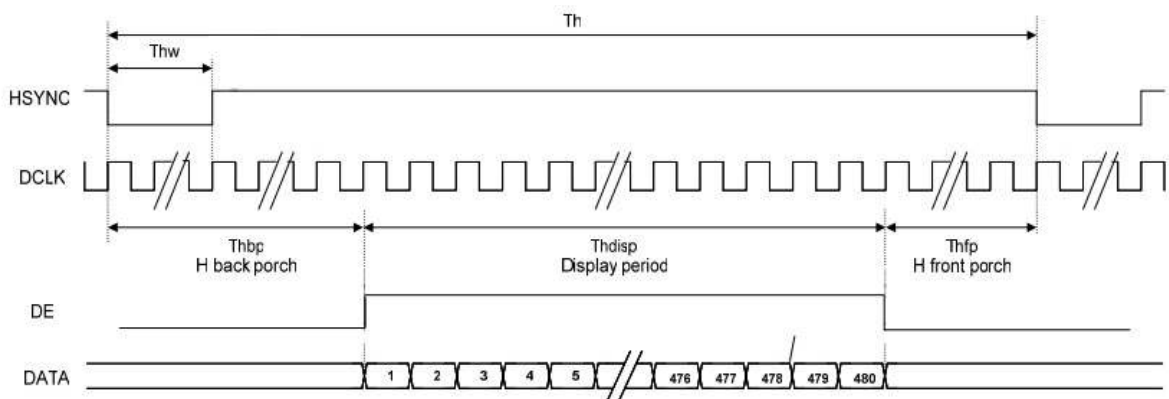 Th
Thw
HSYNC
DCLK
Thbp Thdisp Thfp
H back porch Display period H front porch
DE
DATA 1 2 3 4 5 476 477 478 479 480